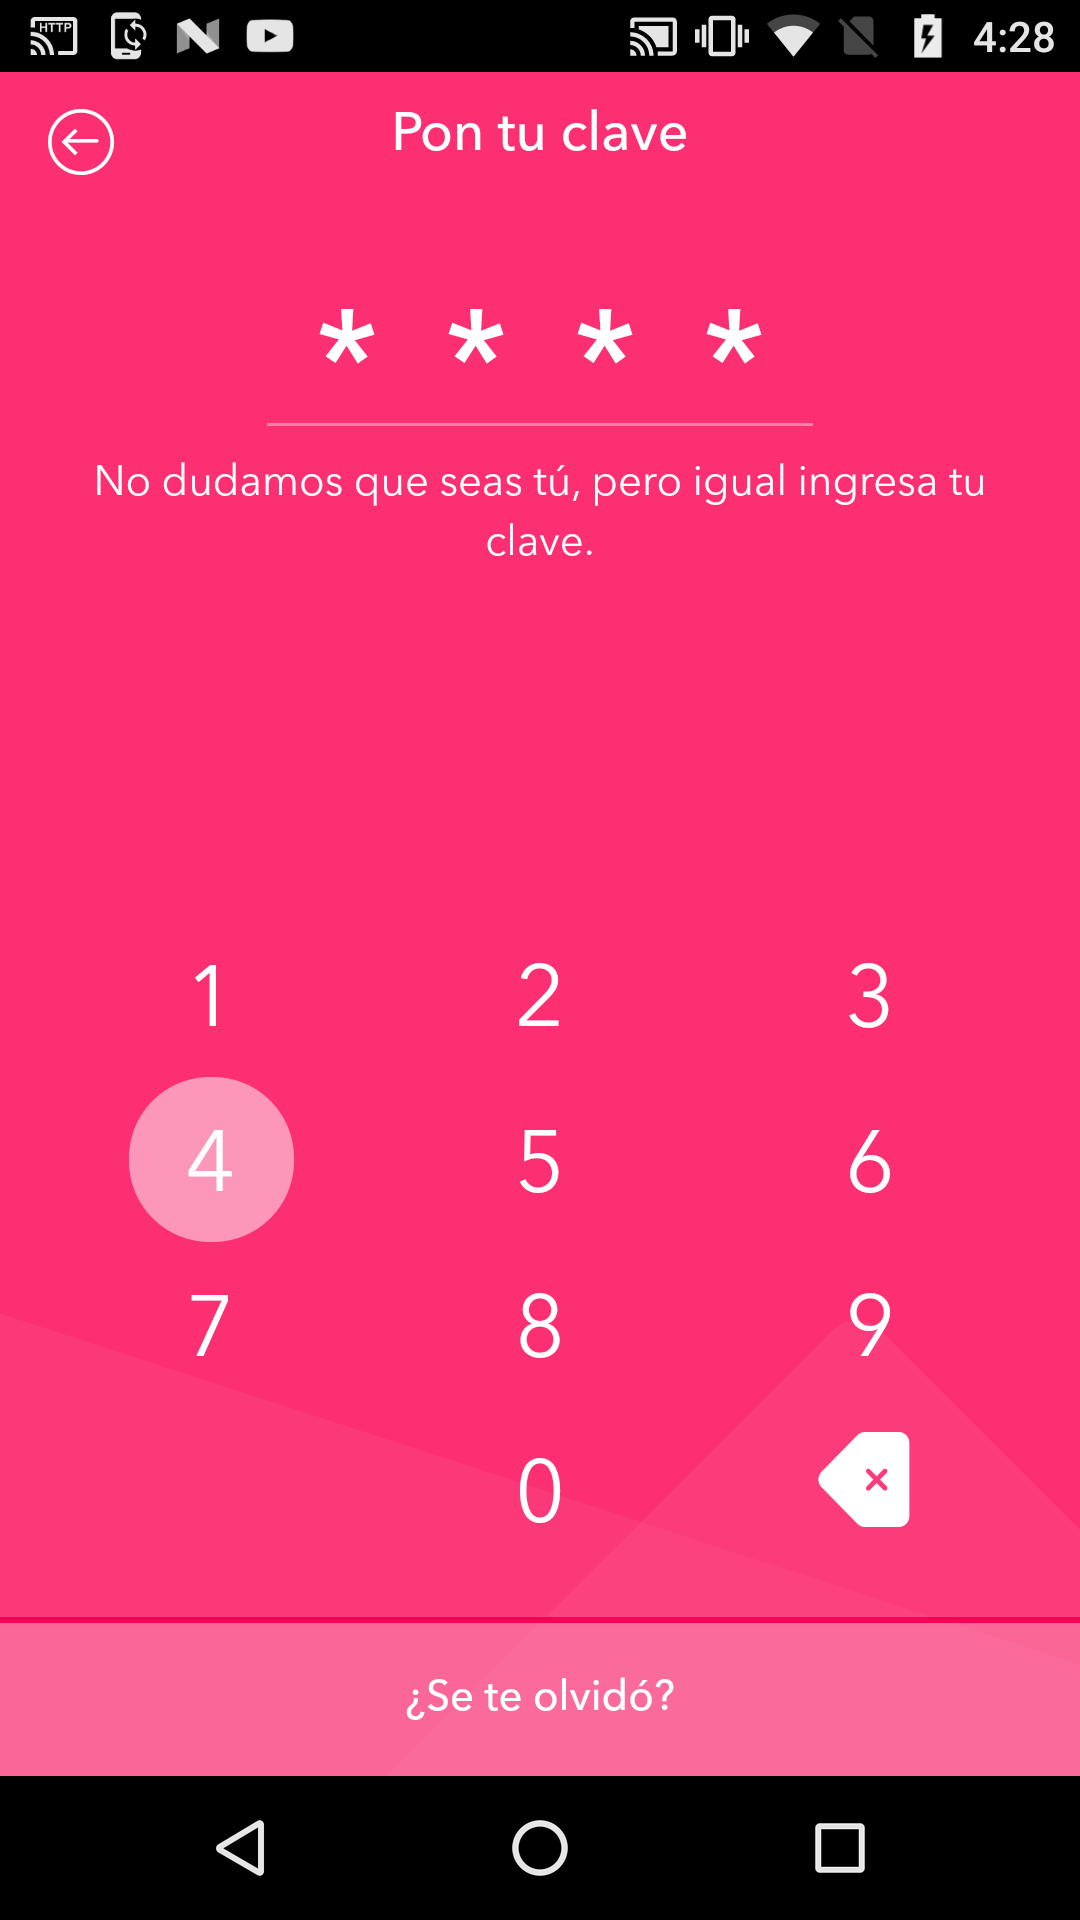 HTTP
4:28
Pon tu clave
* * * *
No dudamos que seas tú, pero igual ingresa tu
clave.
1 2 3
4 5 6
7 8 9
0
¿Se te olvidó?